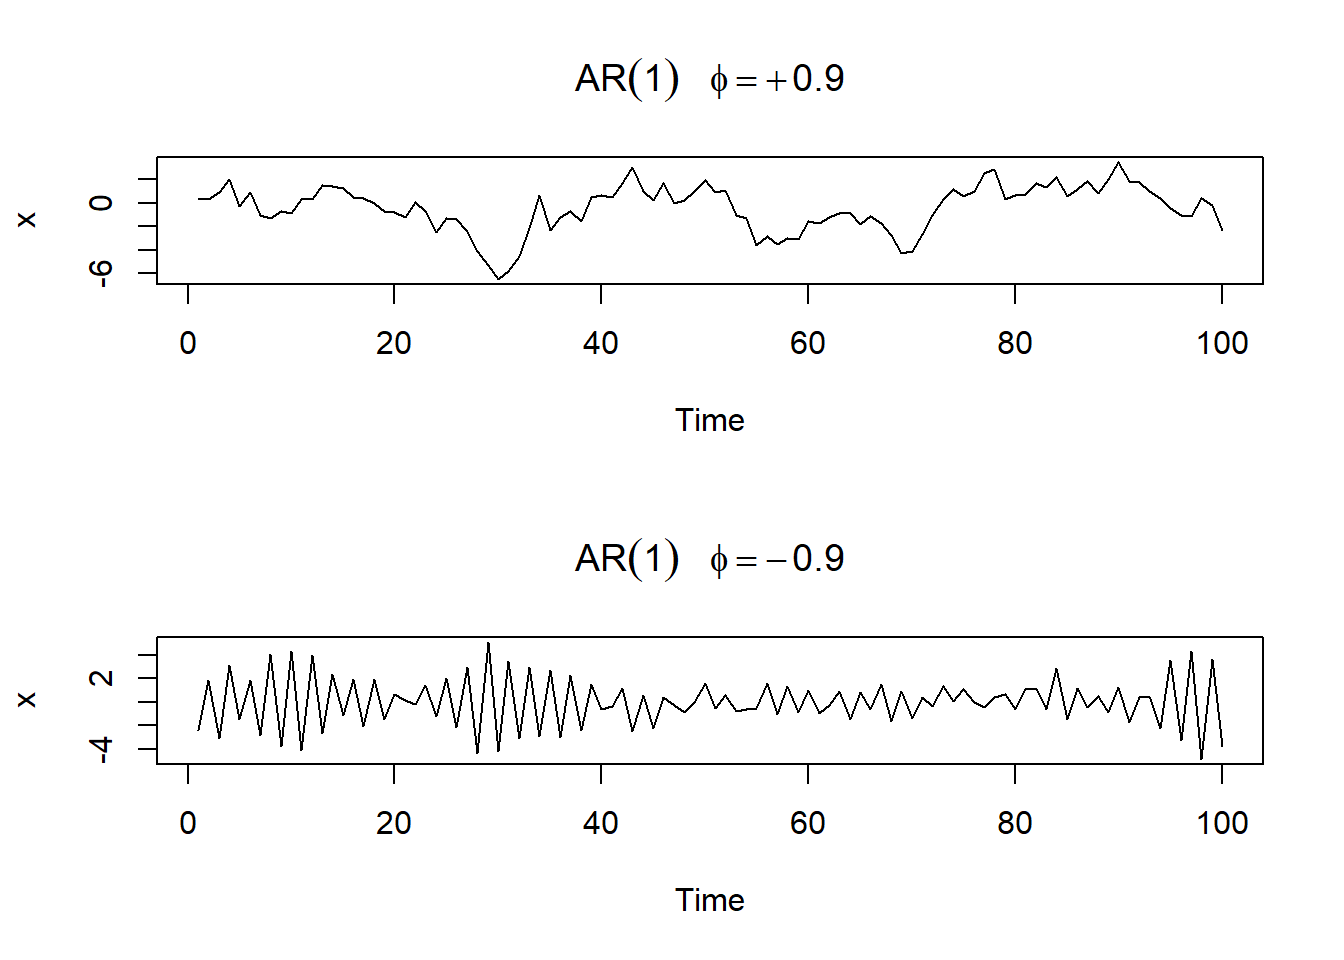 AR(1) ϕ = +0.9
x
0
-6
0 20 40 60 80 100
Time
AR(1) ϕ = −0.9
x
2
-4
0 20 40 60 80 100
Time